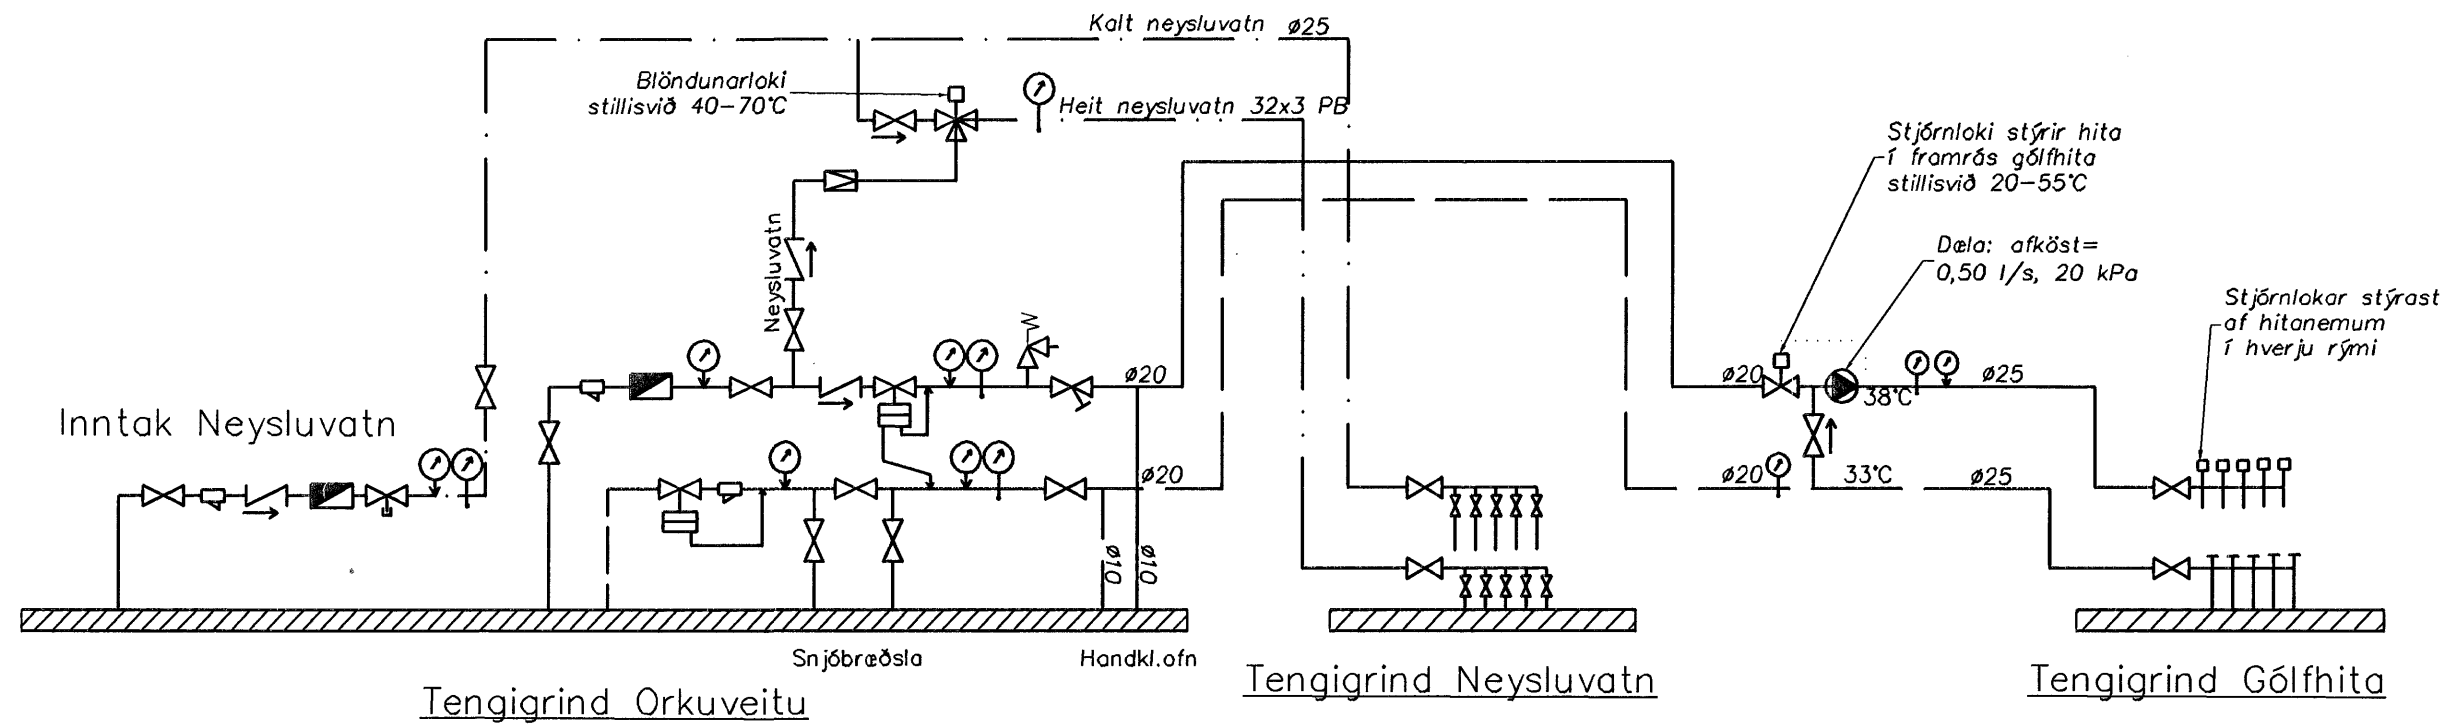 Kalt neysluvatn ø25
Blöndunarloki
stillisvið 40-70°C
Heit neysluvatn 32x3 PB
Stjórnloki stýrir hita
í framrás gólfhita
stillisvið 20-55°C
Neysluvatn
Dæla: afköst=
0,50 l/s, 20 kPa
Stjórnlokar stýrast
af hitanemum
í hverju rými
ø20
ø20
38°C
ø25
Inntak Neysluvatn
ø20
ø20
33°C
ø25
ø10
ø10
Snjóbræðsla
Handkl.ofn
Tengigrind Orkuveitu
Tengigrind Neysluvatn
Tengigrind Gólfhita